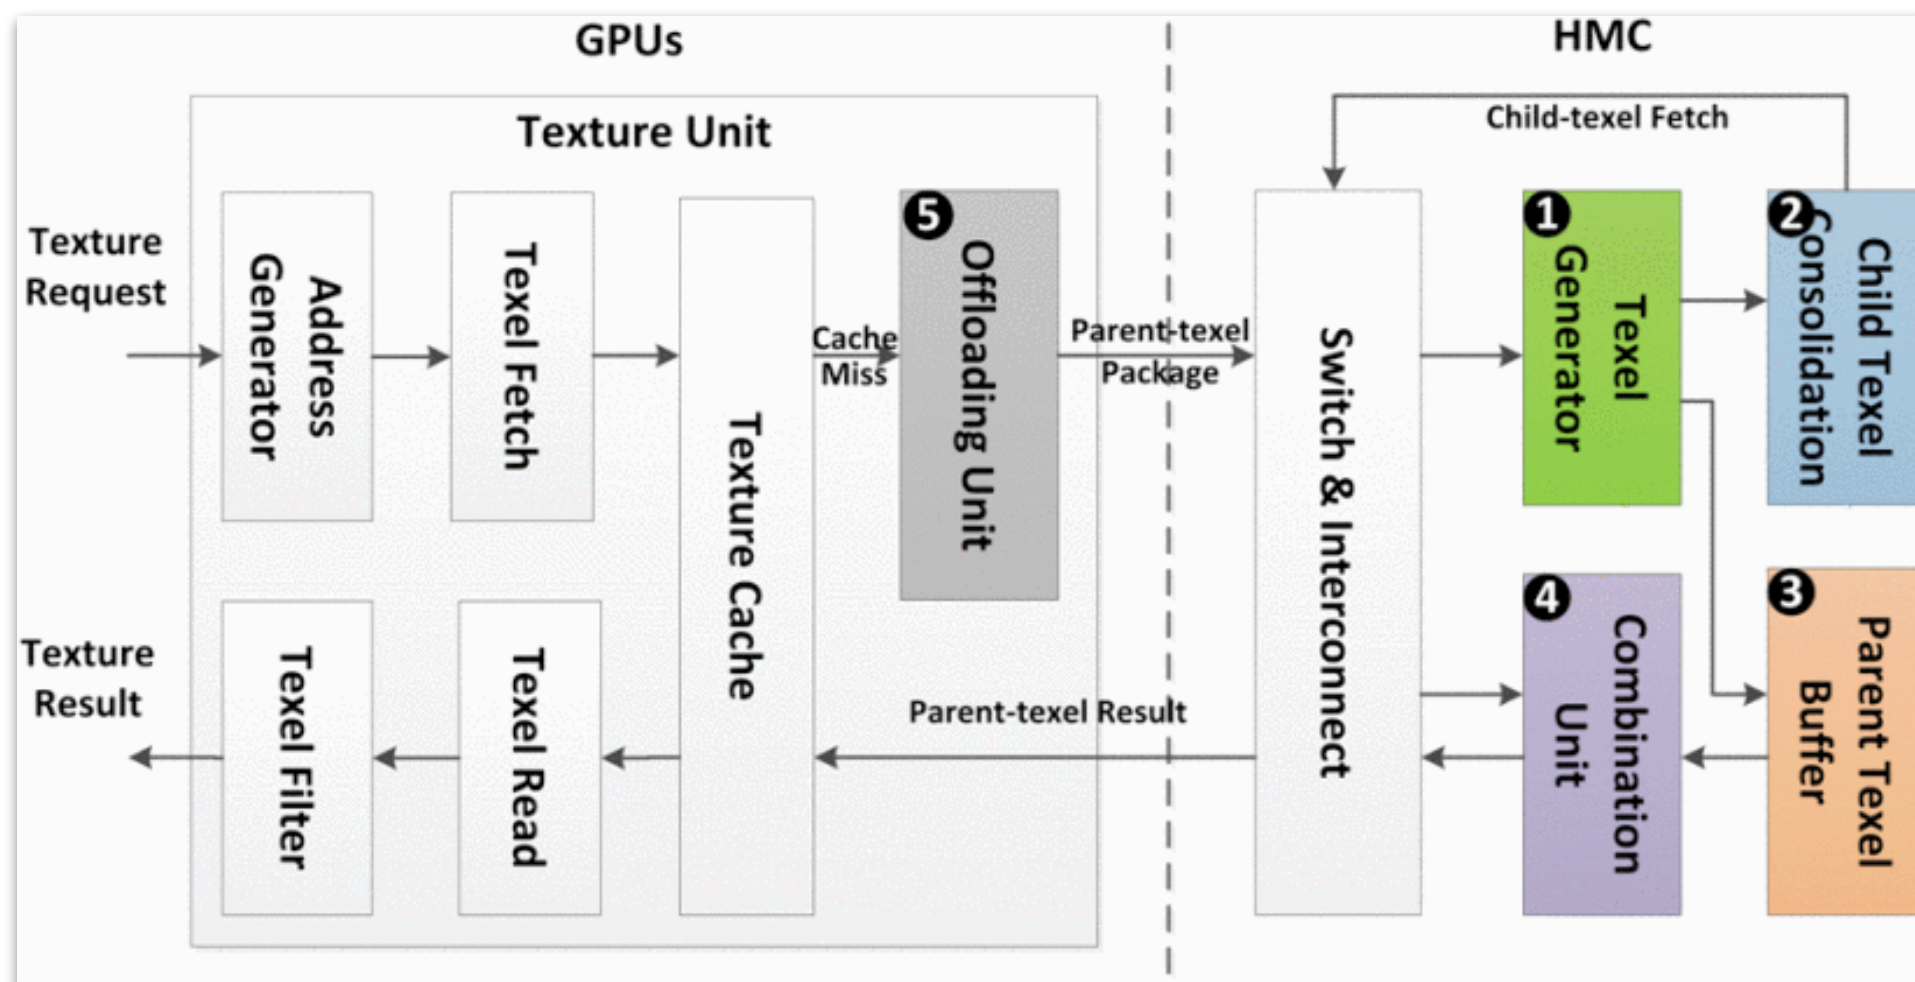 GPUs
HMC
Texture Unit
Child-texel Fetch
Texture
Request
Address
Generator
Texel Fetch
Texture Cache
Cache
Miss
5
Offloading Unit
Parent-texel
Package
Switch & Interconnect
1
Texel
Generator
2
Child Texel
Consolidation
Texture
Result
Texel Filter
Texel Read
Parent-texel Result
4
Combination
Unit
3
Parent Texel
Buffer